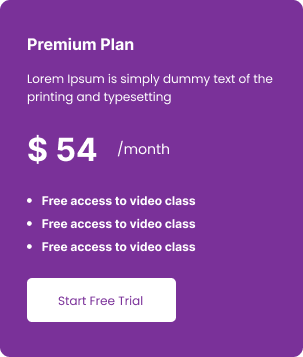 Premium Plan
Lorem Ipsum is simply dummy text of the
printing and typesetting
$ 54 /month
Free access to video class
Free access to video class
Free access to video class
Start Free Trial